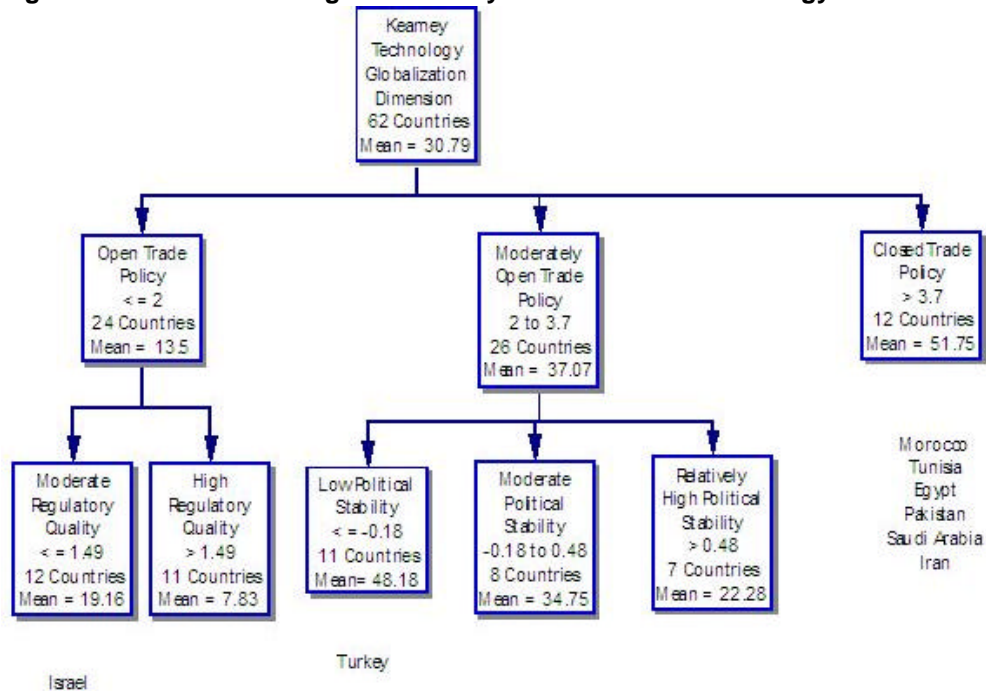 Kearney
Technology
Globalization
Dimension
62 Countries
Mean = 30.79
Open Trade
Policy
< = 2
24 Countries
Mean = 13.5
Moderately
Open Trade
Policy
2 to 3.7
26 Countries
Mean = 37.07
Closed Trade
Policy
> 3.7
12 Countries
Mean = 51.75
Moderate
Regulatory
Quality
< = 1.49
12 Countries
Mean = 19.16
High
Regulatory
Quality
> 1.49
11 Countries
Mean = 7.83
Low Political
Stability
< = -0.18
11 Countries
Mean= 48.18
Moderate
Political
Stability
-0.18 to 0.48
8 Countries
Mean = 34.75
Relatively
High Political
Stability
> 0.48
7 Countries
Mean = 22.28
Morocco
Tunisia
Egypt
Pakistan
Saudi Arabia
Iran
Israel
Turkey